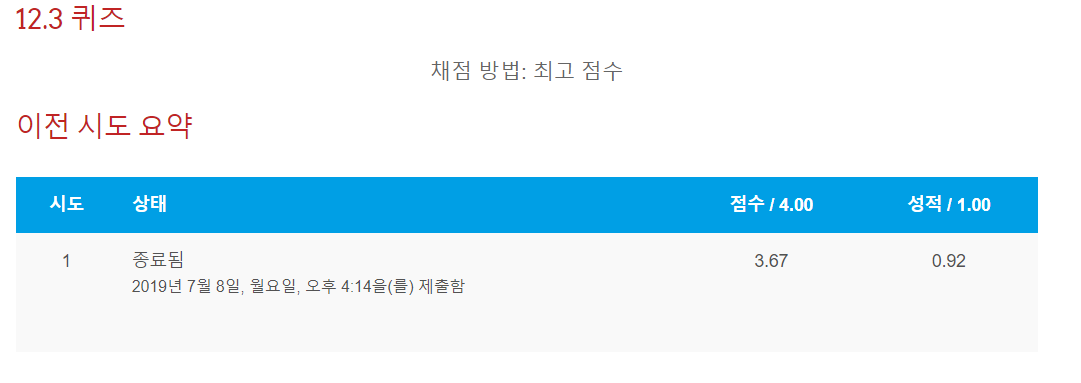 12.3 퀴즈
채점 방법: 최고 점수
이전 시도 요약
시도 상태 점수 / 4.00 성적 / 1.00
1 종료됨 3.67 0.92
2019년 7월 8일, 월요일, 오후 4:14을(를) 제출함